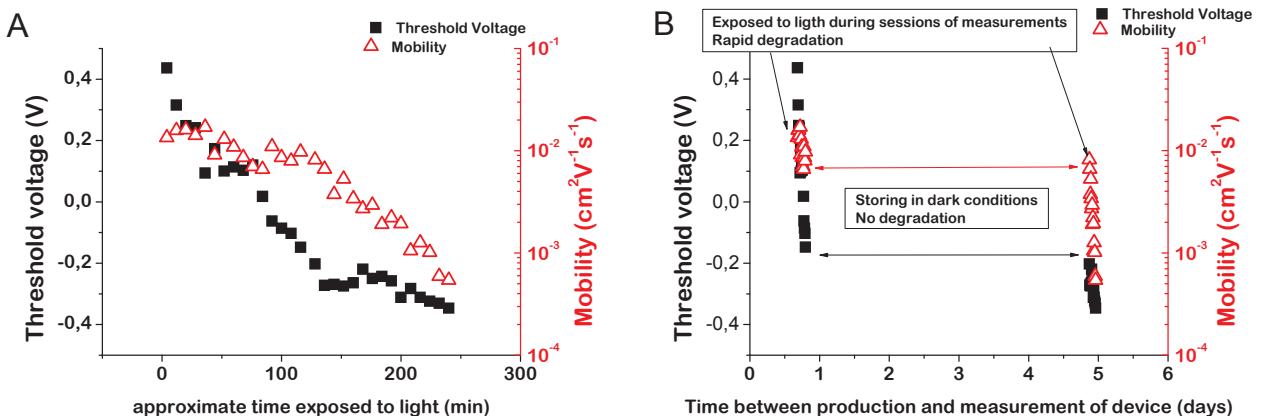 A
Threshold Voltage
Mobility
Threshold voltage (V)
0,4
0,2
0,0
-0,2
-0,4
0
100
200
300
approximate time exposed to light (min)
10⁻¹
10⁻²
10⁻³
10⁻⁴
Mobility (cm²V⁻¹s⁻¹)
B
Threshold Voltage
Mobility
Exposed to ligth during sessions of measurements
Rapid degradation
Storing in dark conditions
No degradation
Threshold voltage (V)
0,4
0,2
0,0
-0,2
-0,4
0
1
2
3
4
5
6
Time between production and measurement of device (days)
10⁻¹
10⁻²
10⁻³
10⁻⁴
Mobility (cm²V⁻¹s⁻¹)